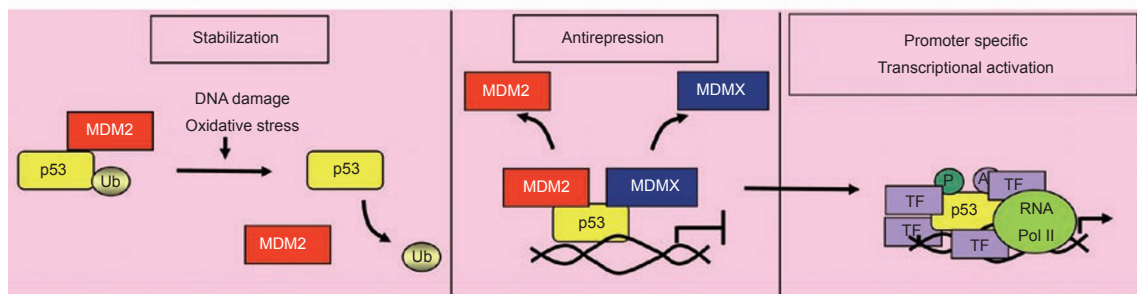 Stabilization
DNA damage
Oxidative stress
MDM2
p53
Ub
p53
MDM2
Ub
Antirepression
MDM2
MDMX
MDM2
MDMX
p53
Promoter specific
Transcriptional activation
P
A
TF
TF
p53
RNA
Pol II
TF
TF